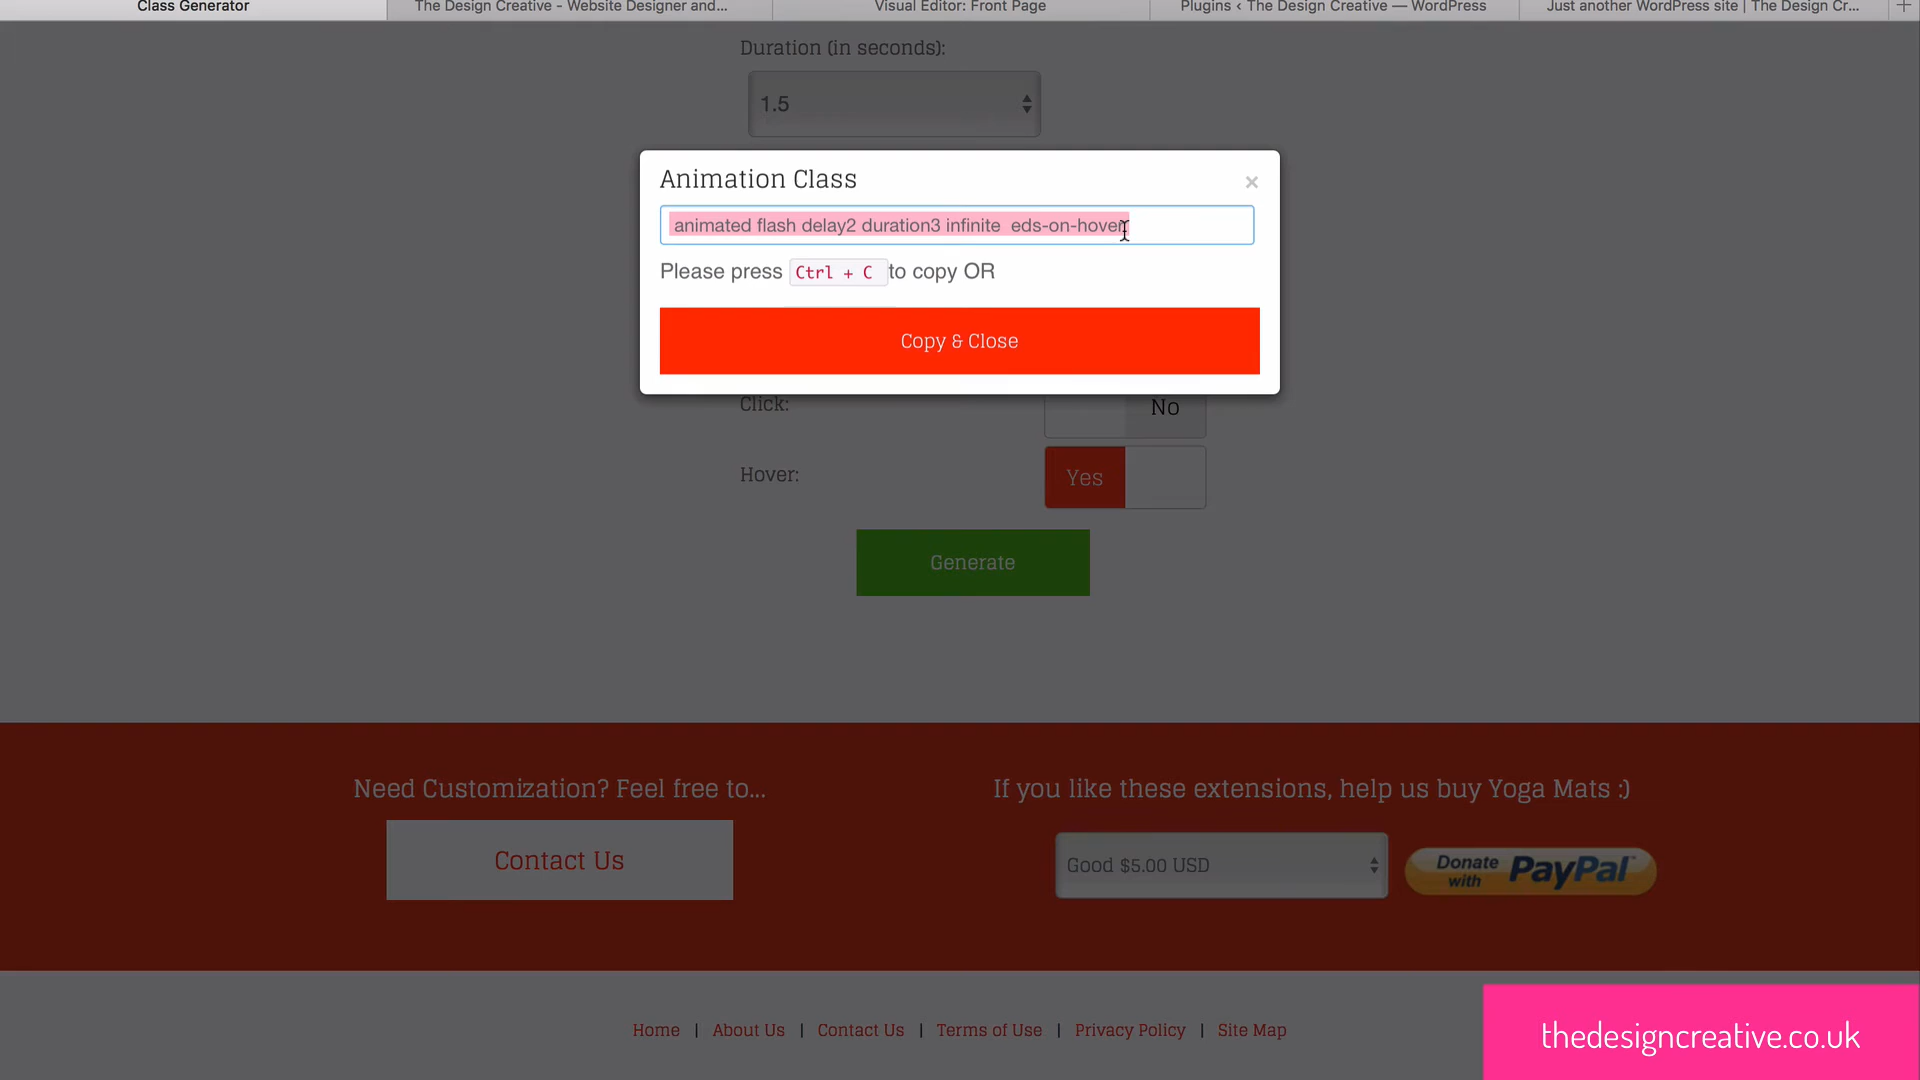 Class Generator
The Design Creative - Website Designer and...
Visual Editor: Front Page
Plugins ‹ The Design Creative — WordPress
Just another WordPress site | The Design Cr...
Duration (in seconds):
1.5
Animation Class
×
animated flash delay2 duration3 infinite  eds-on-hover
Please press Ctrl + C to copy OR
Copy & Close
Click:
No
Hover:
Yes
Generate
Need Customization? Feel free to...
Contact Us
If you like these extensions, help us buy Yoga Mats :)
Good $5.00 USD
Donate with PayPal
Home | About Us | Contact Us | Terms of Use | Privacy Policy | Site Map
thedesigncreative.co.uk